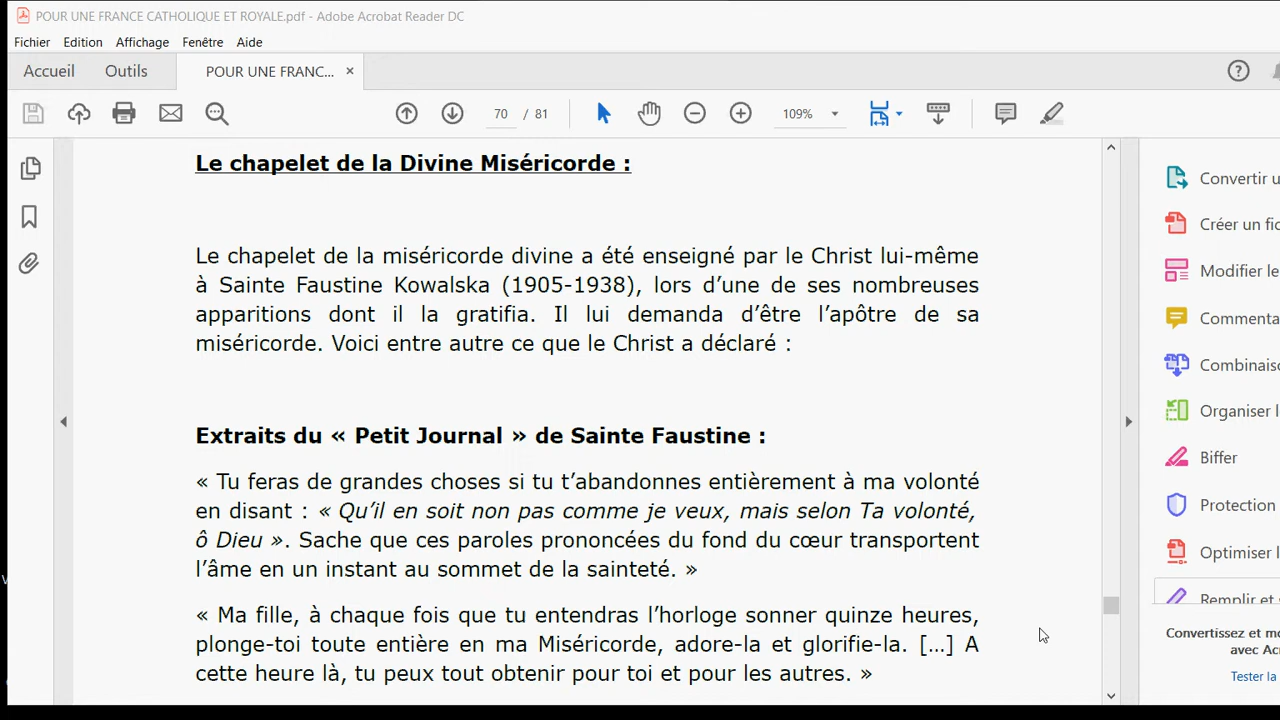 POUR UNE FRANCE CATHOLIQUE ET ROYALE.pdf - Adobe Acrobat Reader DC
Fichier Edition Affichage Fenêtre Aide
Accueil Outils POUR UNE FRANC... ×
70 / 81 109%
Le chapelet de la Divine Miséricorde :
Le chapelet de la miséricorde divine a été enseigné par le Christ lui-même
à Sainte Faustine Kowalska (1905-1938), lors d’une de ses nombreuses
apparitions dont il la gratifia. Il lui demanda d’être l’apôtre de sa
miséricorde. Voici entre autre ce que le Christ a déclaré :
Extraits du « Petit Journal » de Sainte Faustine :
« Tu feras de grandes choses si tu t’abandonnes entièrement à ma volonté
en disant : « Qu’il en soit non pas comme je veux, mais selon Ta volonté,
ô Dieu ». Sache que ces paroles prononcées du fond du cœur transportent
l’âme en un instant au sommet de la sainteté. »
« Ma fille, à chaque fois que tu entendras l’horloge sonner quinze heures,
plonge-toi toute entière en ma Miséricorde, adore-la et glorifie-la. […] A
cette heure là, tu peux tout obtenir pour toi et pour les autres. »
Convertir u
Créer un fic
Modifier le
Commenta
Combinaiso
Organiser l
Biffer
Protection
Optimiser l
Remplir et s
Convertissez et mo
avec Acr
Tester la